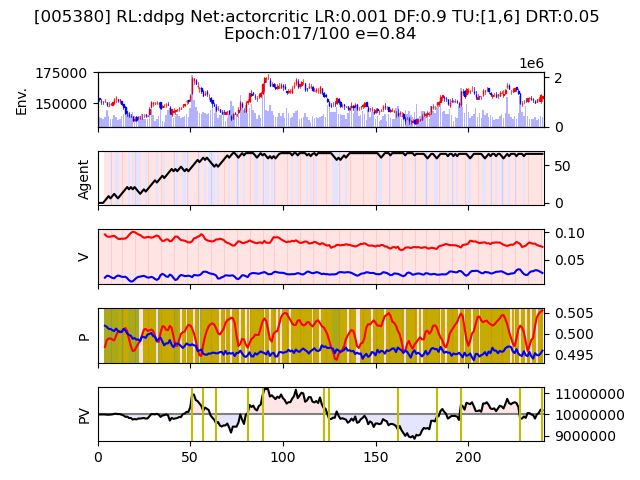 [005380] RL:ddpg Net:actorcritic LR:0.001 DF:0.9 TU:[1,6] DRT:0.05
Epoch:017/100 e=0.84
1e6
175000
150000
Env.
2
0
Agent
50
0
V
0.10
0.05
P
0.505
0.500
0.495
PV
11000000
10000000
9000000
0 50 100 150 200